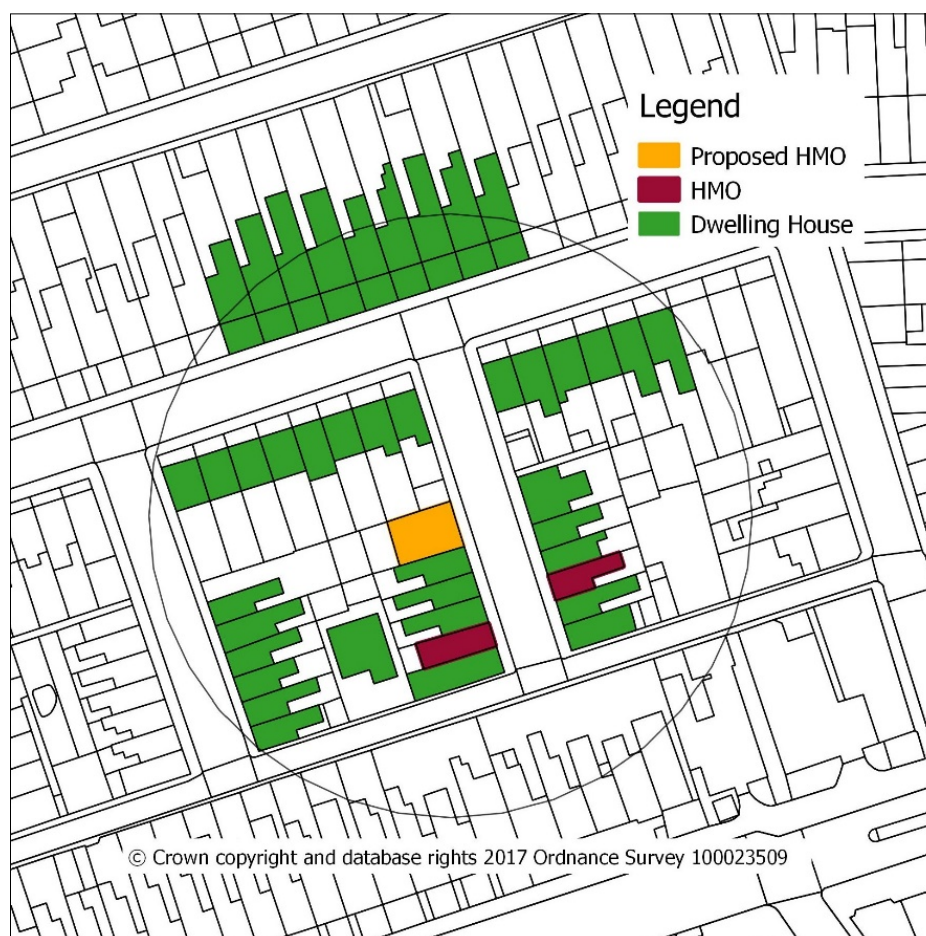 Legend
Proposed HMO
HMO
Dwelling House
© Crown copyright and database rights 2017 Ordnance Survey 100023509